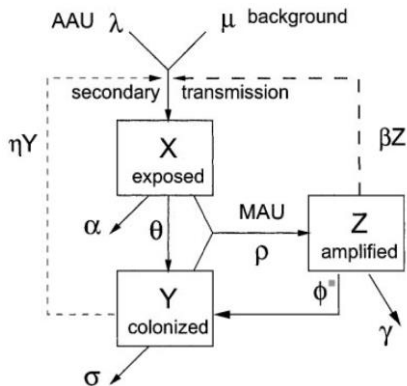 AAU λ μ background
secondary transmission
ηY
βZ
X
exposed
α
θ
MAU
ρ
Z
amplified
Y
colonized
ϕ
γ
σ